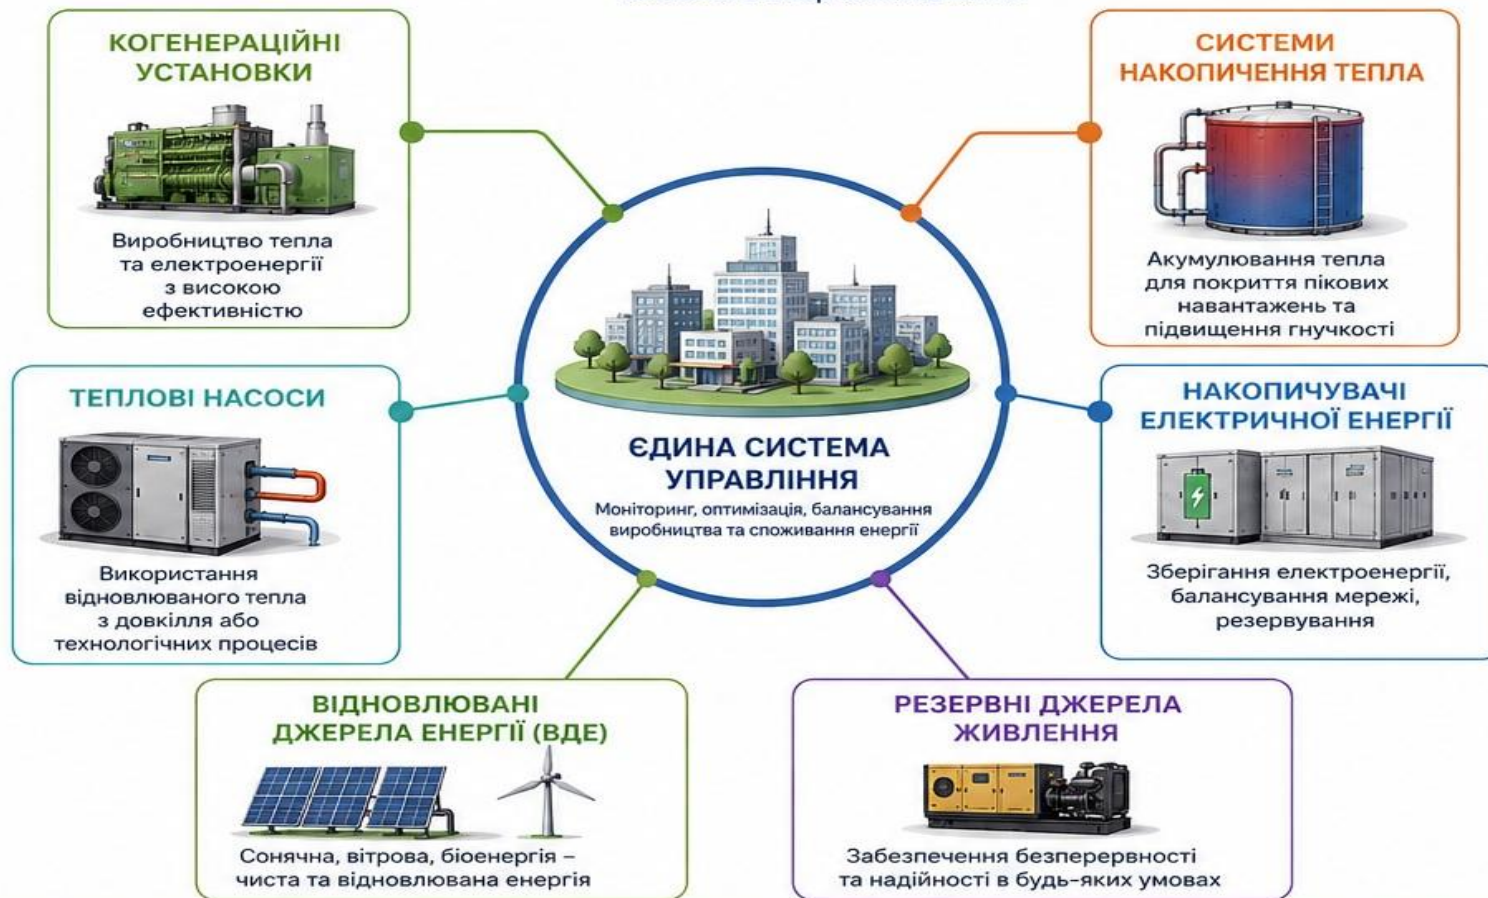 КОГЕНЕРАЦІЙНІ
УСТАНОВКИ
Виробництво тепла
та електроенергії
з високою
ефективністю
СИСТЕМИ
НАКОПИЧЕННЯ ТЕПЛА
Акумулювання тепла
для покриття пікових
навантажень та
підвищення гнучкості
ТЕПЛОВІ НАСОСИ
Використання
відновлюваного тепла
з довкілля або
технологічних процесів
ЄДИНА СИСТЕМА
УПРАВЛІННЯ
Моніторинг, оптимізація, балансування
виробництва та споживання енергії
НАКОПИЧУВАЧІ
ЕЛЕКТРИЧНОЇ ЕНЕРГІЇ
Зберігання електроенергії,
балансування мережі,
резервування
ВІДНОВЛЮВАНІ
ДЖЕРЕЛА ЕНЕРГІЇ (ВДЕ)
Сонячна, вітрова, біоенергія –
чиста та відновлювана енергія
РЕЗЕРВНІ ДЖЕРЕЛА
ЖИВЛЕННЯ
Забезпечення безперервності
та надійності в будь-яких умовах